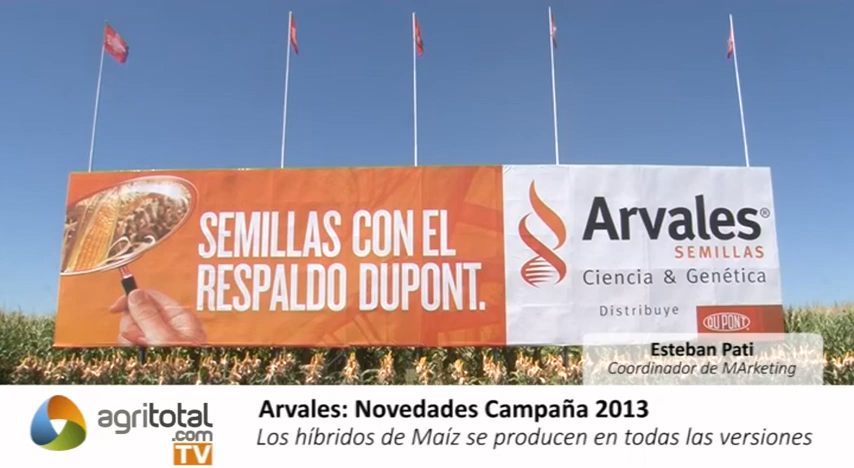 SEMILLAS CON EL
RESPALDO DUPONT.
Arvales®
SEMILLAS
Ciencia & Genética
Distribuye
DUPONT
Esteban Pati
Coordinador de MArketing
agritotal
.com
TV
Arvales: Novedades Campaña 2013
Los híbridos de Maíz se producen en todas las versiones